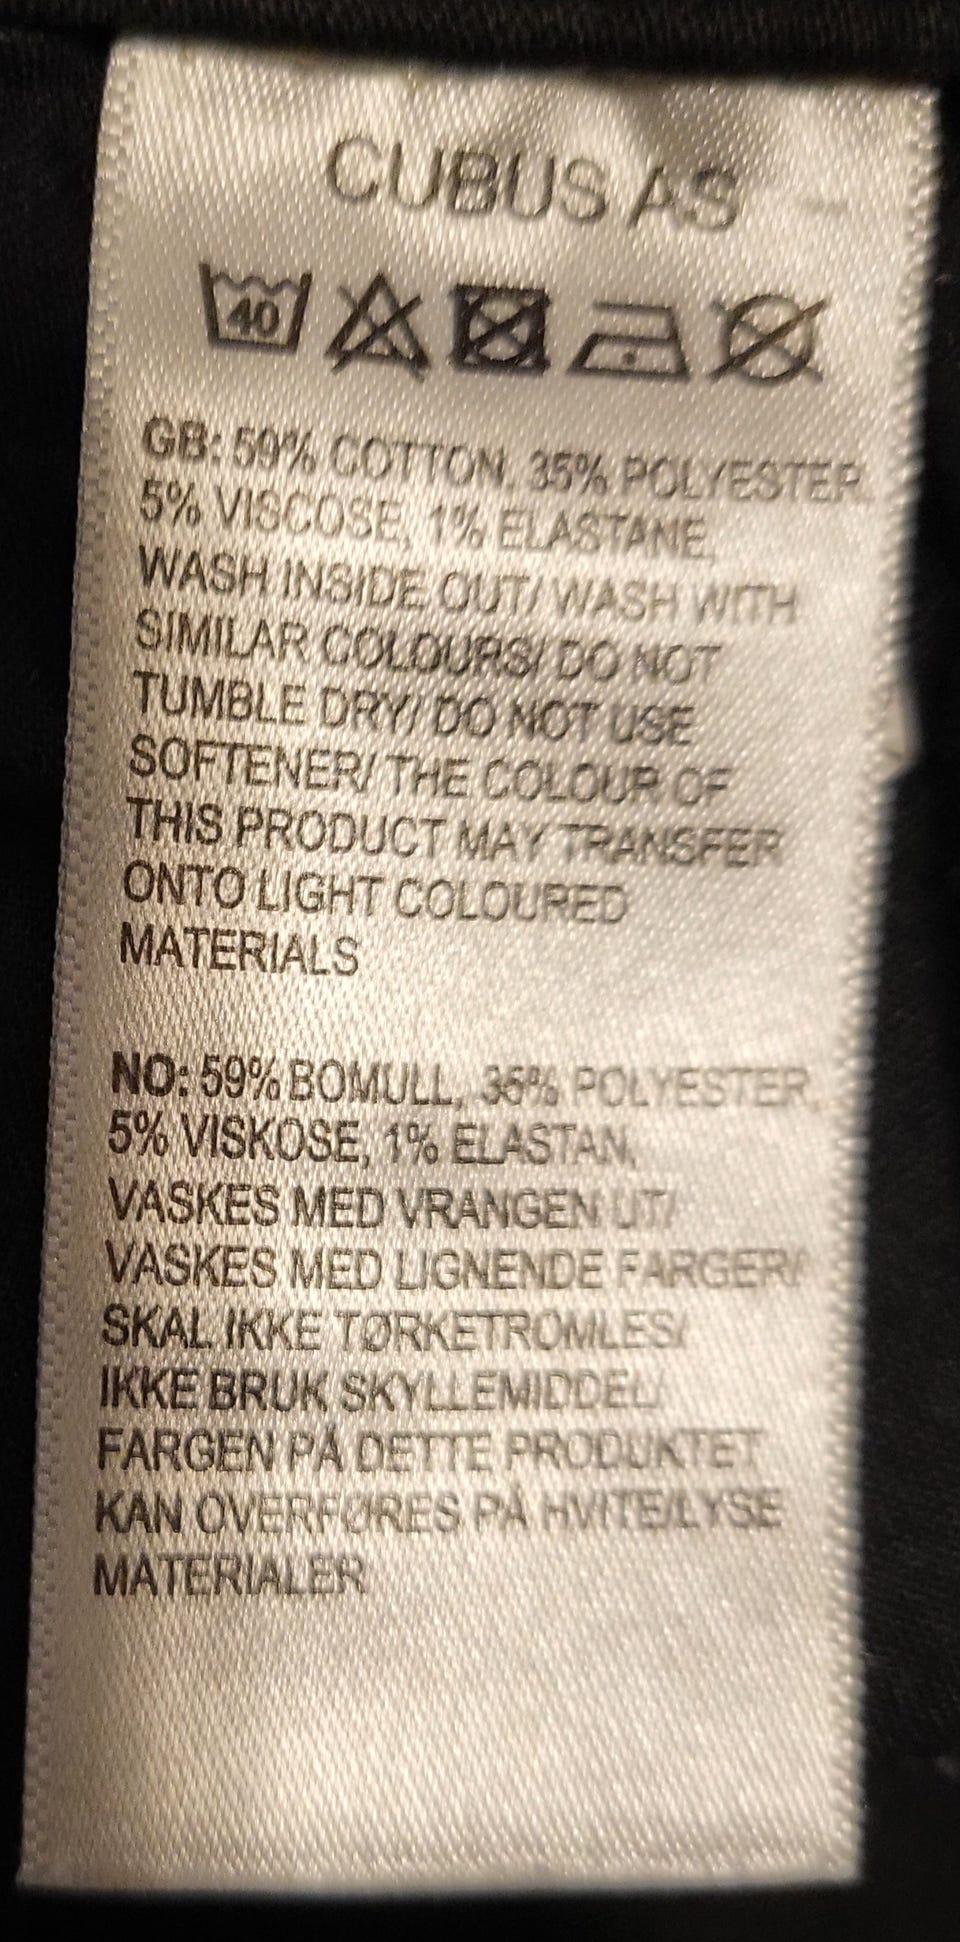 CUBUS AS
40
GB: 59% COTTON, 35% POLYESTER,
5% VISCOSE, 1% ELASTANE,
WASH INSIDE OUT/ WASH WITH
SIMILAR COLOURS/ DO NOT
TUMBLE DRY/ DO NOT USE
SOFTENER/ THE COLOUR OF
THIS PRODUCT MAY TRANSFER
ONTO LIGHT COLOURED
MATERIALS
NO: 59% BOMULL, 35% POLYESTER,
5% VISKOSE, 1% ELASTAN,
VASKES MED VRANGEN UT/
VASKES MED LIGNENDE FARGER/
SKAL IKKE TØRKETROMLES/
IKKE BRUK SKYLLEMIDDEL/
FARGEN PÅ DETTE PRODUKTET
KAN OVERFØRES PÅ HVITE/LYSE
MATERIALER